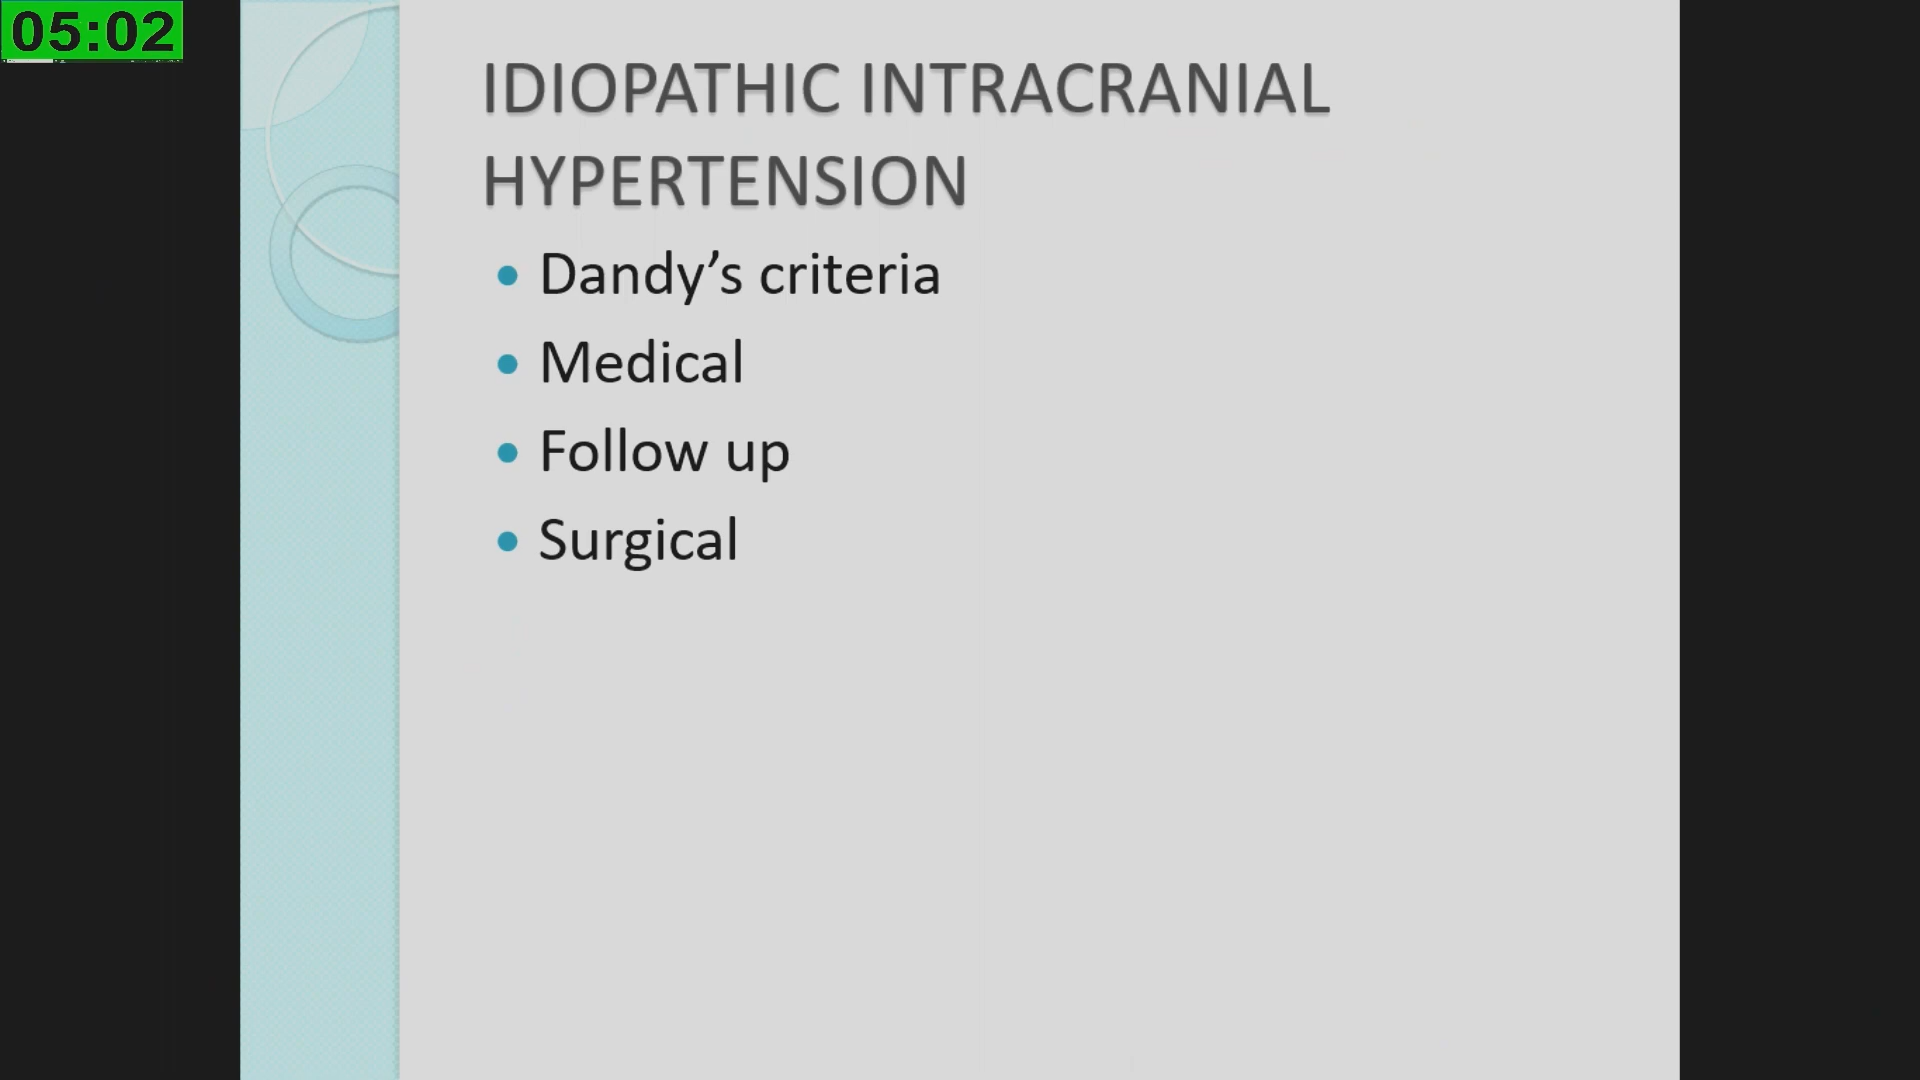 05:02
IDIOPATHIC INTRACRANIAL
HYPERTENSION
• Dandy’s criteria
• Medical
• Follow up
• Surgical